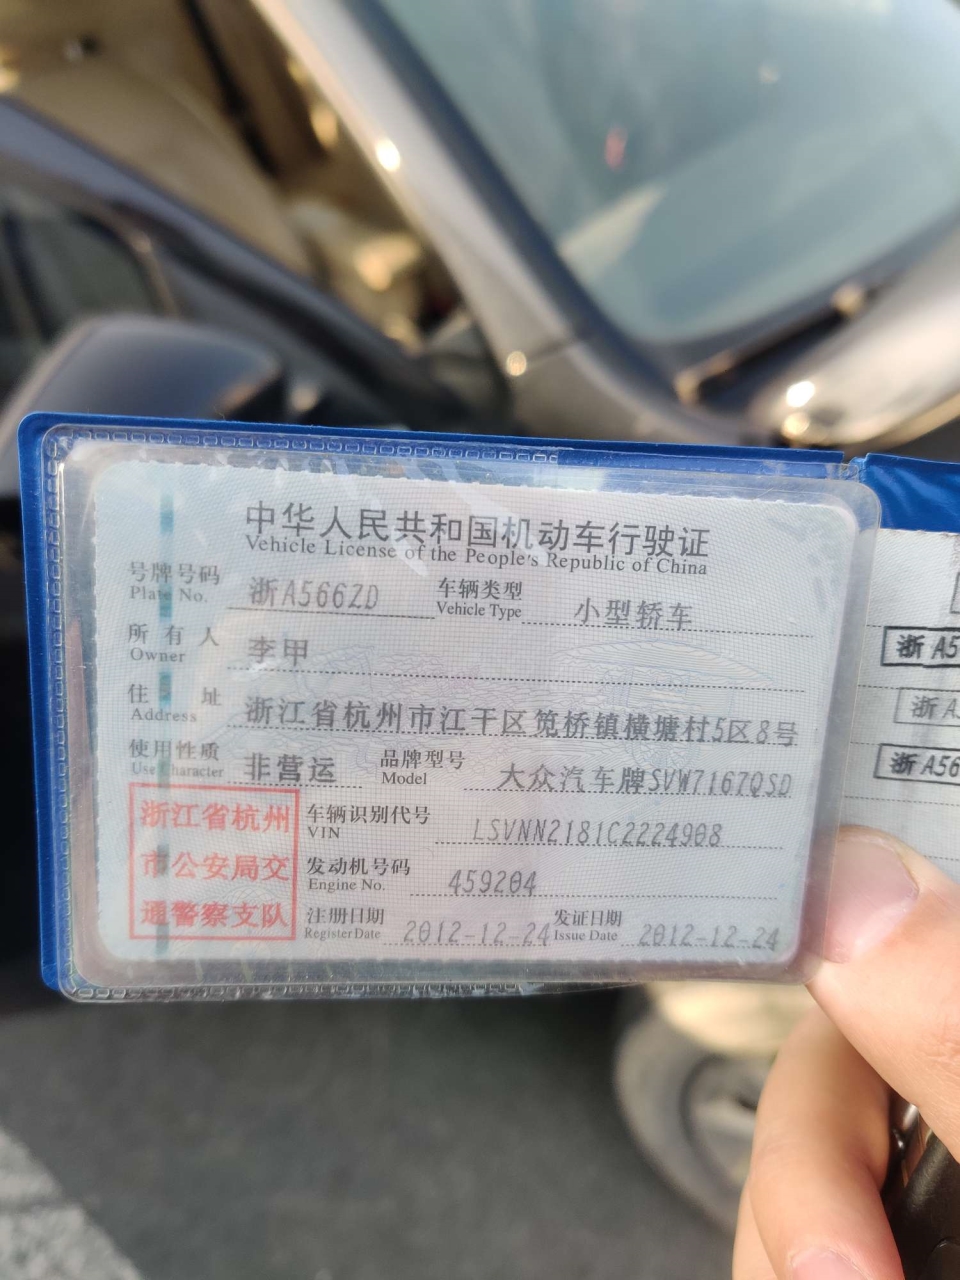 中华人民共和国机动车行驶证
Vehicle License of the People's Republic of China
号牌号码 浙A566ZD 车辆类型 小型轿车
Plate No. Vehicle Type
所有人 李甲
Owner
住址 浙江省杭州市江干区笕桥镇横塘村5区8号
Address
使用性质 非营运 品牌型号 大众汽车牌SVW7167QSD
Use Character Model
浙江省杭州
市公安局交
通警察支队
车辆识别代号 LSVNN2181C2224908
VIN
发动机号码 459204
Engine No.
注册日期 2012-12-24 发证日期 2012-12-24
Register Date Issue Date
浙A5
浙A
浙A56